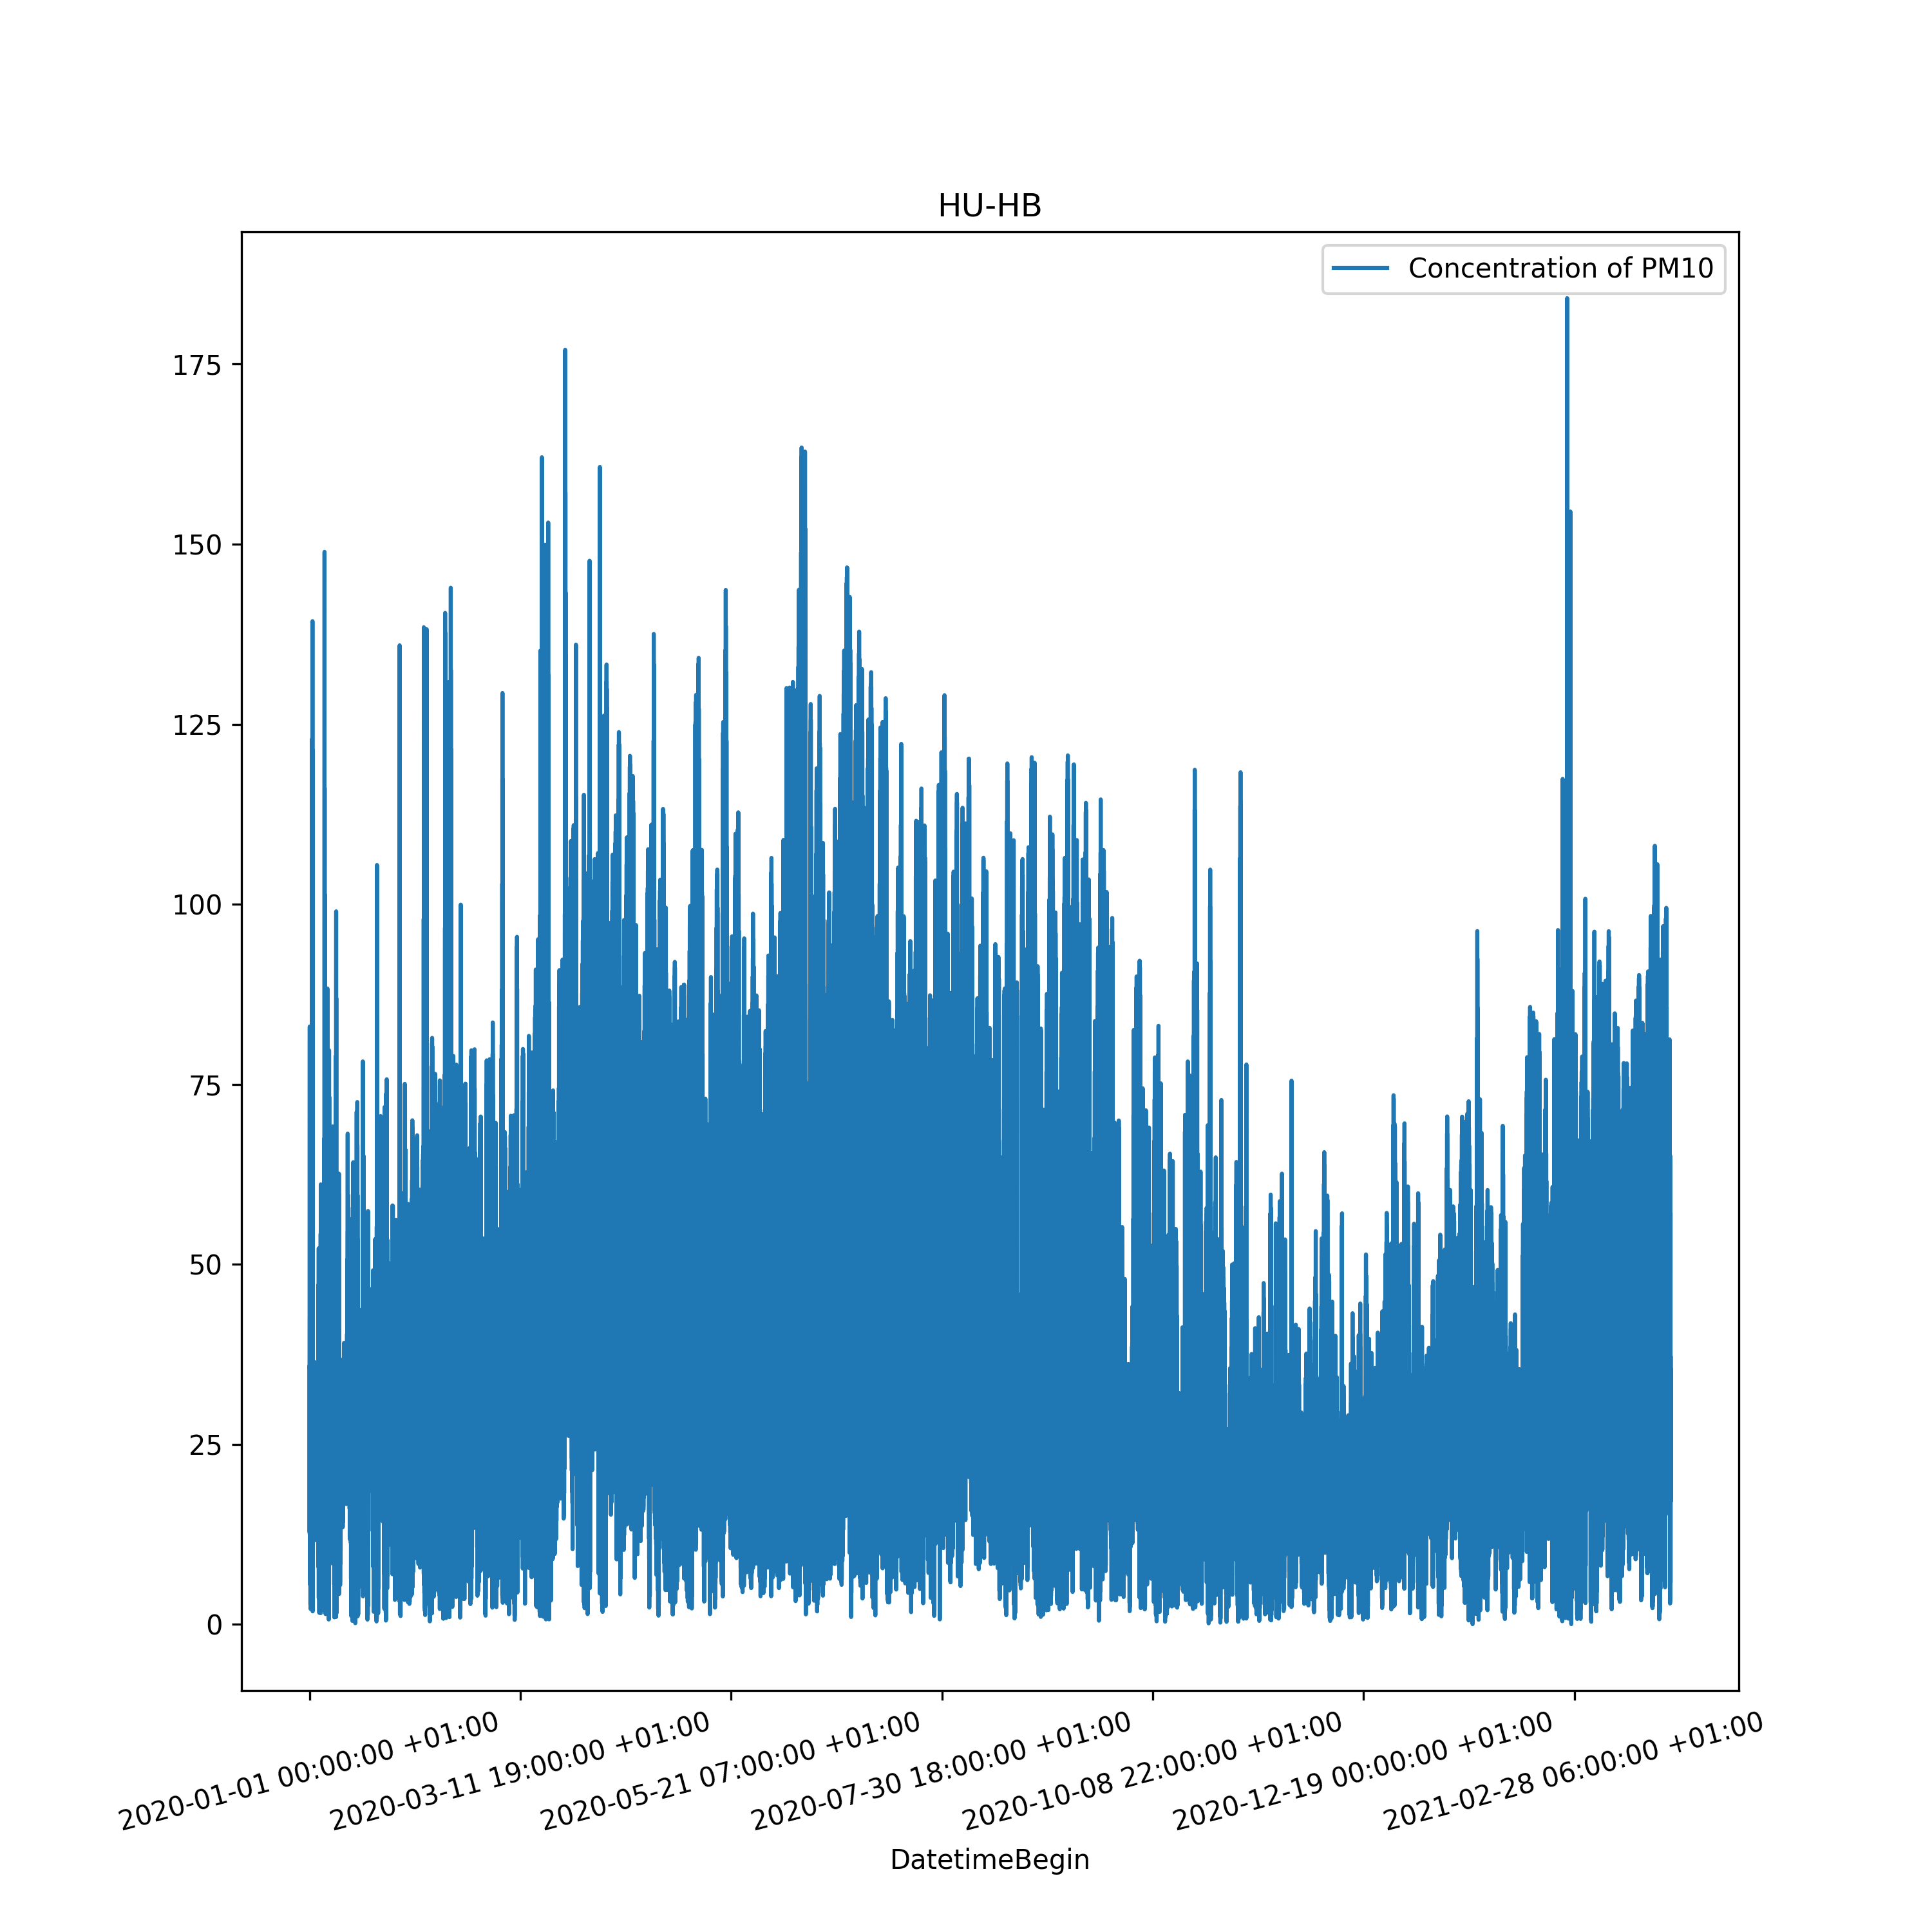 HU-HB
Concentration of PM10
175
150
125
100
75
50
25
0
2020-01-01 00:00:00 +01:00
2020-03-11 19:00:00 +01:00
2020-05-21 07:00:00 +01:00
2020-07-30 18:00:00 +01:00
2020-10-08 22:00:00 +01:00
2020-12-19 00:00:00 +01:00
2021-02-28 06:00:00 +01:00
DatetimeBegin